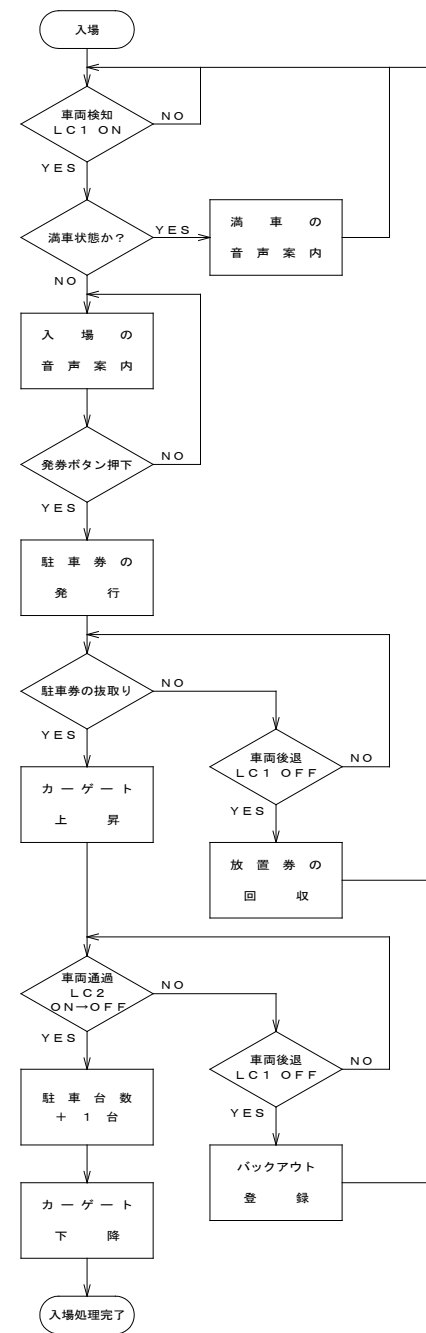 入場
車両検知
LC1 ON
NO
YES
満車状態か?
YES
満車の
音声案内
NO
入場の
音声案内
発券ボタン押下
NO
YES
駐車券の
発行
駐車券の抜取り
NO
YES
車両後退
LC1 OFF
NO
YES
カーゲート
上昇
放置券の
回収
車両通過
LC2
ON→OFF
NO
YES
車両後退
LC1 OFF
NO
YES
駐車台数
+1台
バックアウト
登録
カーゲート
下降
入場処理完了